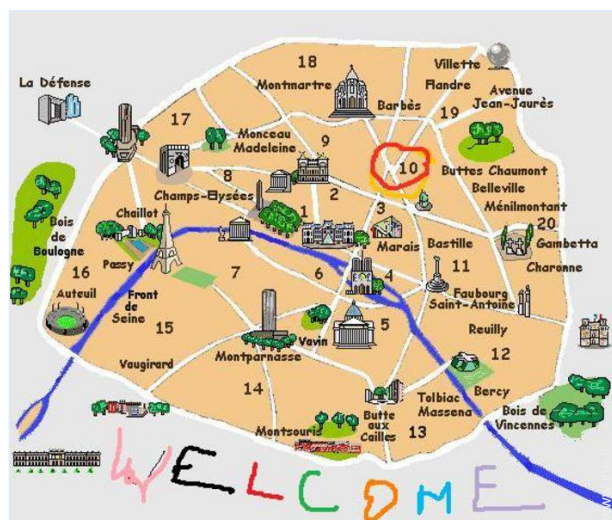 18
Montmartre
Villette
Flandre
Avenue
Jean-Jaurès
La Défense
Barbès
19
17
Monceau
Madeleine
9
10
Buttes Chaumont
Belleville
8
Champs-Elysées
2
Ménilmontant
Chaillot
1
3
Marais
20
Gambetta
Bois
de
Boulogne
Bastille
Charonne
16
Passy
7
6
4
11
Auteuil
Front
de
Seine
Faubourg
Saint-Antoine
15
5
Reuilly
Vavin
Montparnasse
12
Vaugirard
14
Bercy
Tolbiac
Massena
Butte
aux
Cailles
Bois de
Vincennes
Montsouris
13
WELCOME